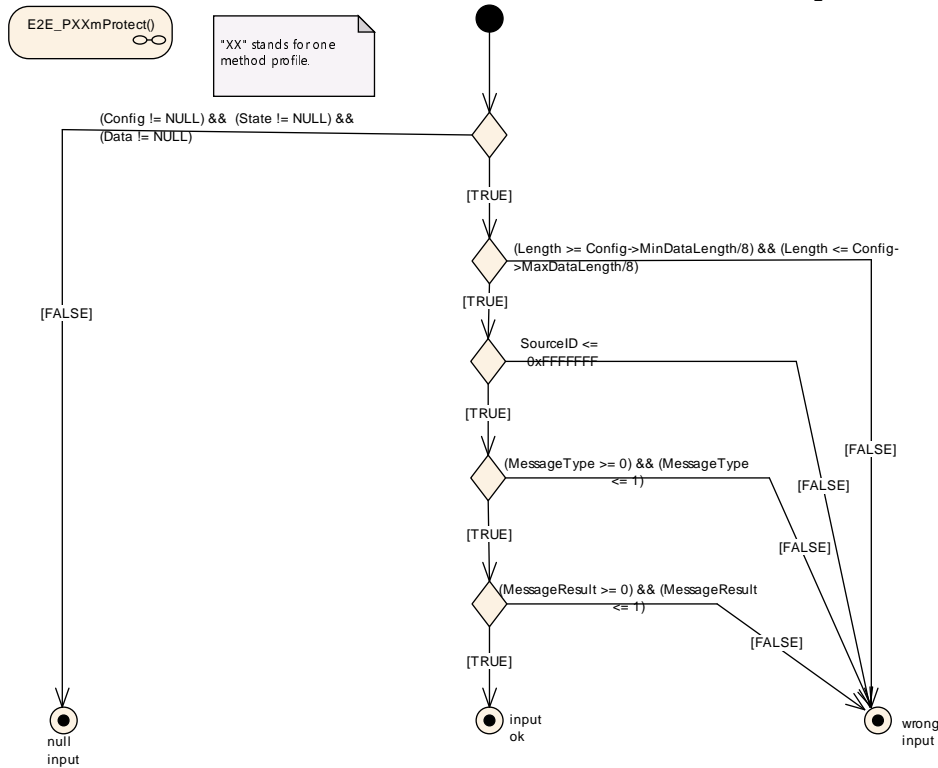 E2E_PXXmProtect()
"XX" stands for one
method profile.
(Config != NULL) && (State != NULL) &&
(Data != NULL)
[TRUE]
(Length >= Config->MinDataLength/8) && (Length <= Config-
>MaxDataLength/8)
[TRUE]
[FALSE]
SourceID <=
0xFFFFFFF
[TRUE]
[FALSE]
(MessageType >= 0) && (MessageType
<= 1)
[FALSE]
[TRUE]
[FALSE]
(MessageResult >= 0) && (MessageResult
<= 1)
[FALSE]
[TRUE]
null
input
input
ok
wrong
input